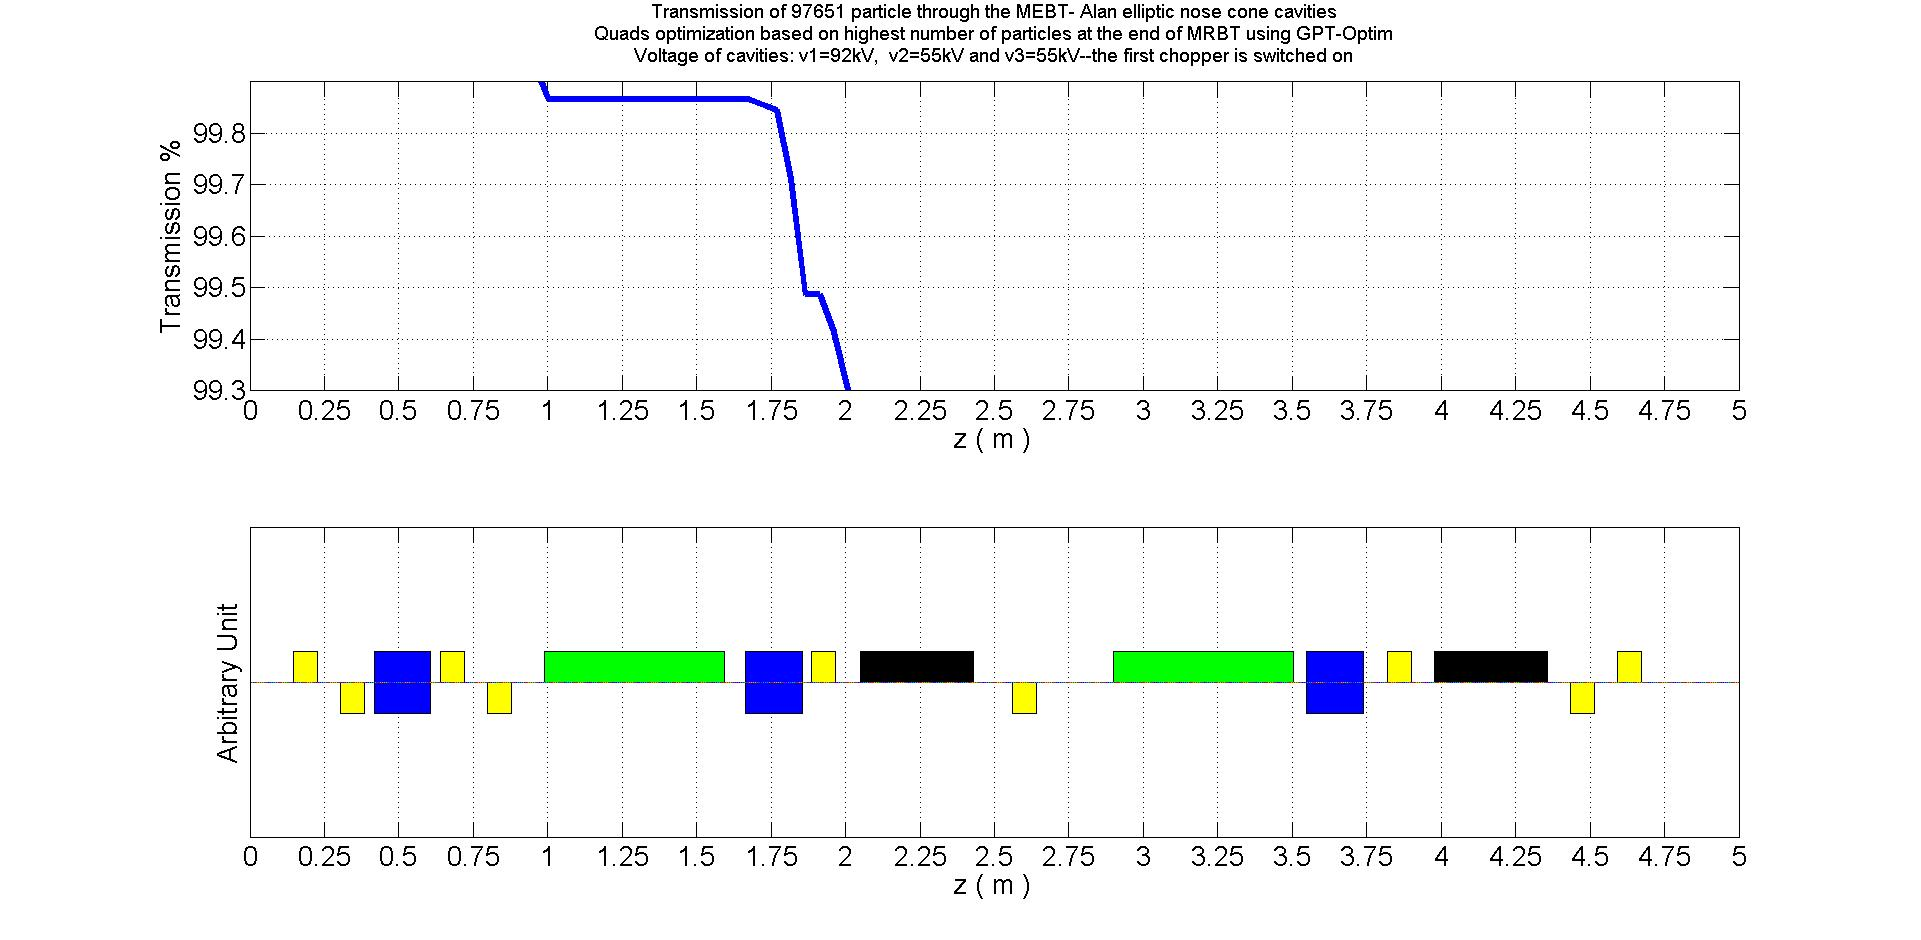 Transmission of 97651 particle through the MEBT- Alan elliptic nose cone cavities
Quads optimization based on highest number of particles at the end of MRBT using GPT-Optim
Voltage of cavities: v1=92kV, v2=55kV and v3=55kV--the first chopper is switched on
Transmission %
99.8
99.7
99.6
99.5
99.4
99.3
0 0.25 0.5 0.75 1 1.25 1.5 1.75 2 2.25 2.5 2.75 3 3.25 3.5 3.75 4 4.25 4.5 4.75 5
z ( m )
Arbitrary Unit
0 0.25 0.5 0.75 1 1.25 1.5 1.75 2 2.25 2.5 2.75 3 3.25 3.5 3.75 4 4.25 4.5 4.75 5
z ( m )